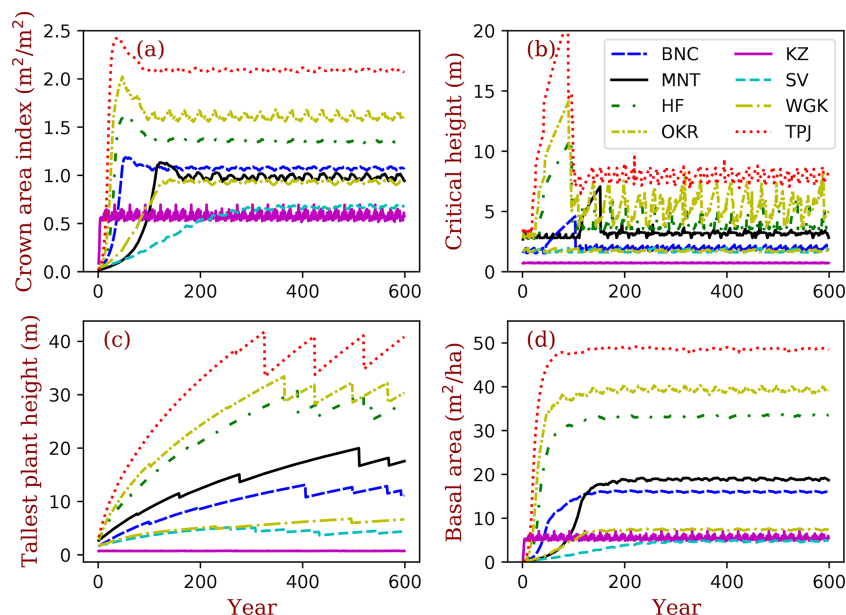 (a)
Crown area index (m²/m²)
2.5
2.0
1.5
1.0
0.5
0.0
0 200 400 600
(b)
Critical height (m)
20
15
10
5
0
0 200 400 600
BNC
MNT
HF
OKR
KZ
SV
WGK
TPJ
(c)
Tallest plant height (m)
40
30
20
10
0
0 200 400 600
Year
(d)
Basal area (m²/ha)
50
40
30
20
10
0
0 200 400 600
Year